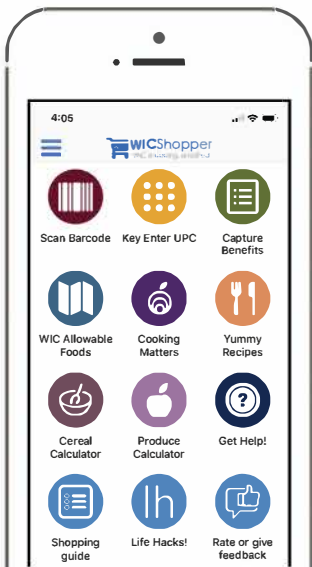 4:05
WICShopper
Scan Barcode
Key Enter UPC
Capture
Benefits
WIC Allowable
Foods
Cooking
Matters
Yummy
Recipes
Cereal
Calculator
Produce
Calculator
Get Help!
Shopping
guide
lh
Life Hacks!
Rate or give
feedback